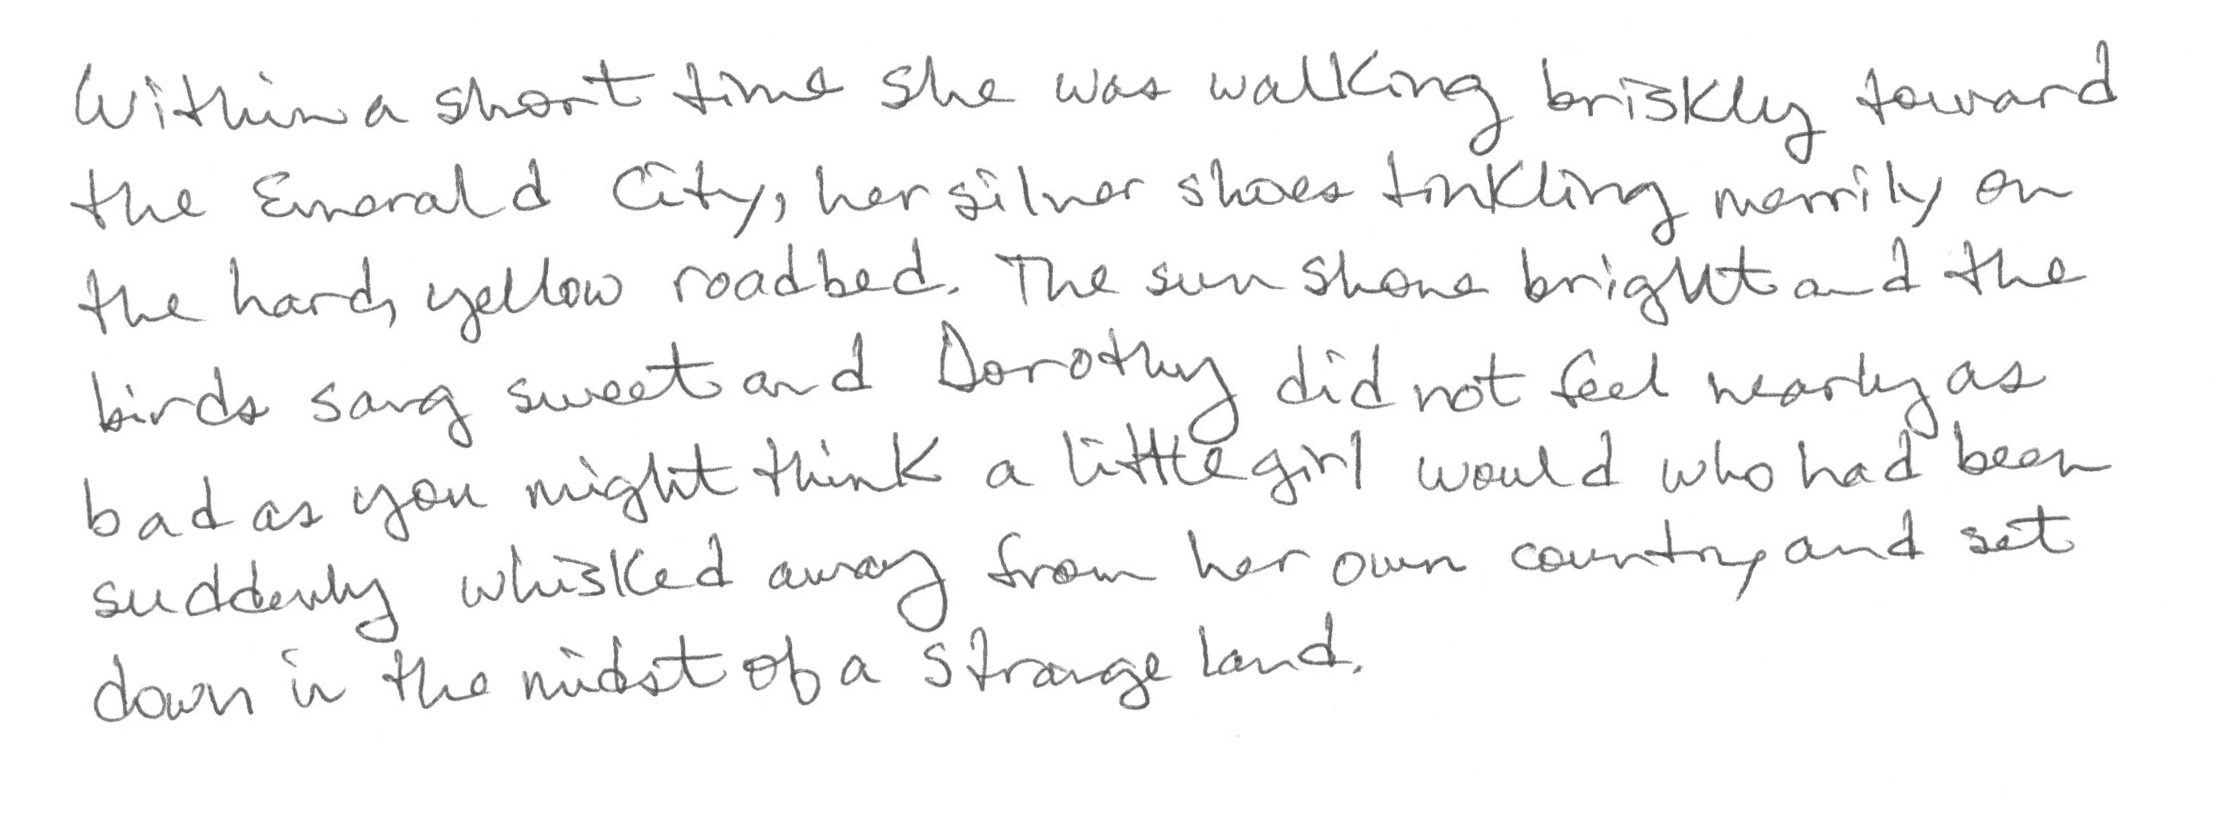 Within a short time she was walking briskly toward
the Emerald City, her silver shoes tinkling merrily on
the hard, yellow roadbed. The sun shone bright and the
birds sang sweet and Dorothy did not feel nearly as
bad as you might think a little girl would who had been
suddenly whisked away from her own country and set
down in the midst of a strange land.